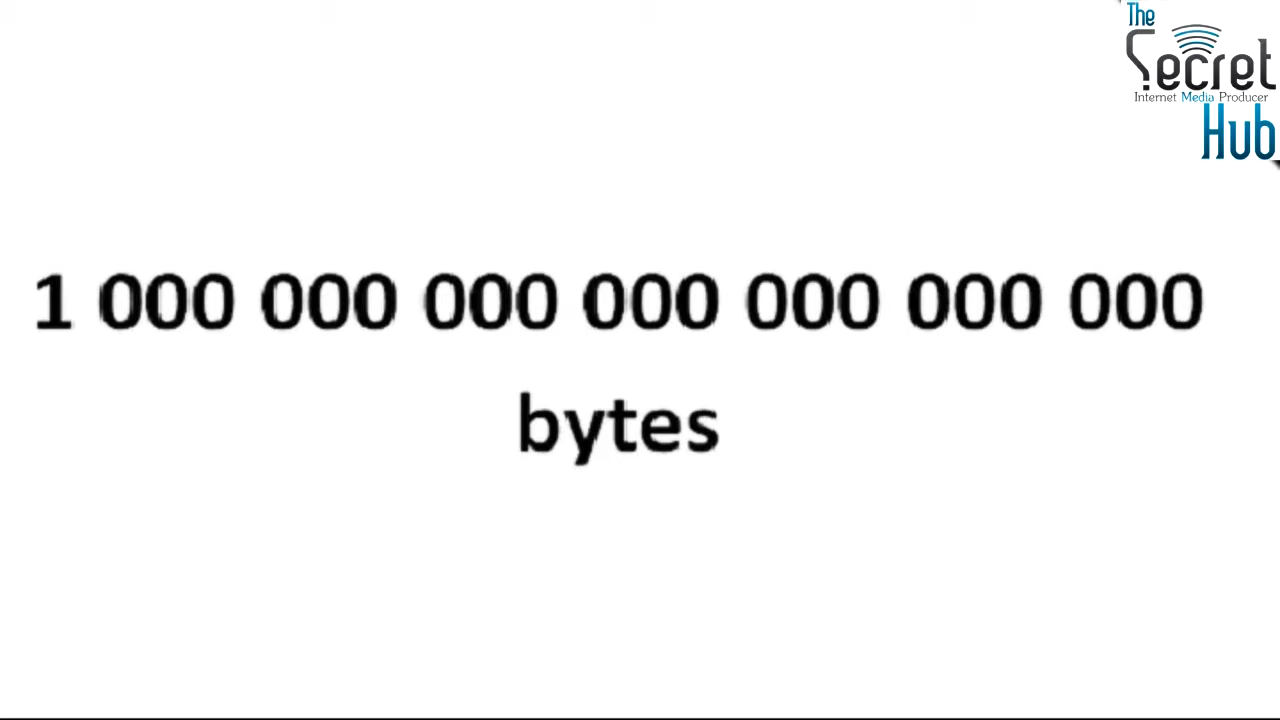 The
Secret
Internet Media Producer
Hub
1 000 000 000 000 000 000 000
bytes